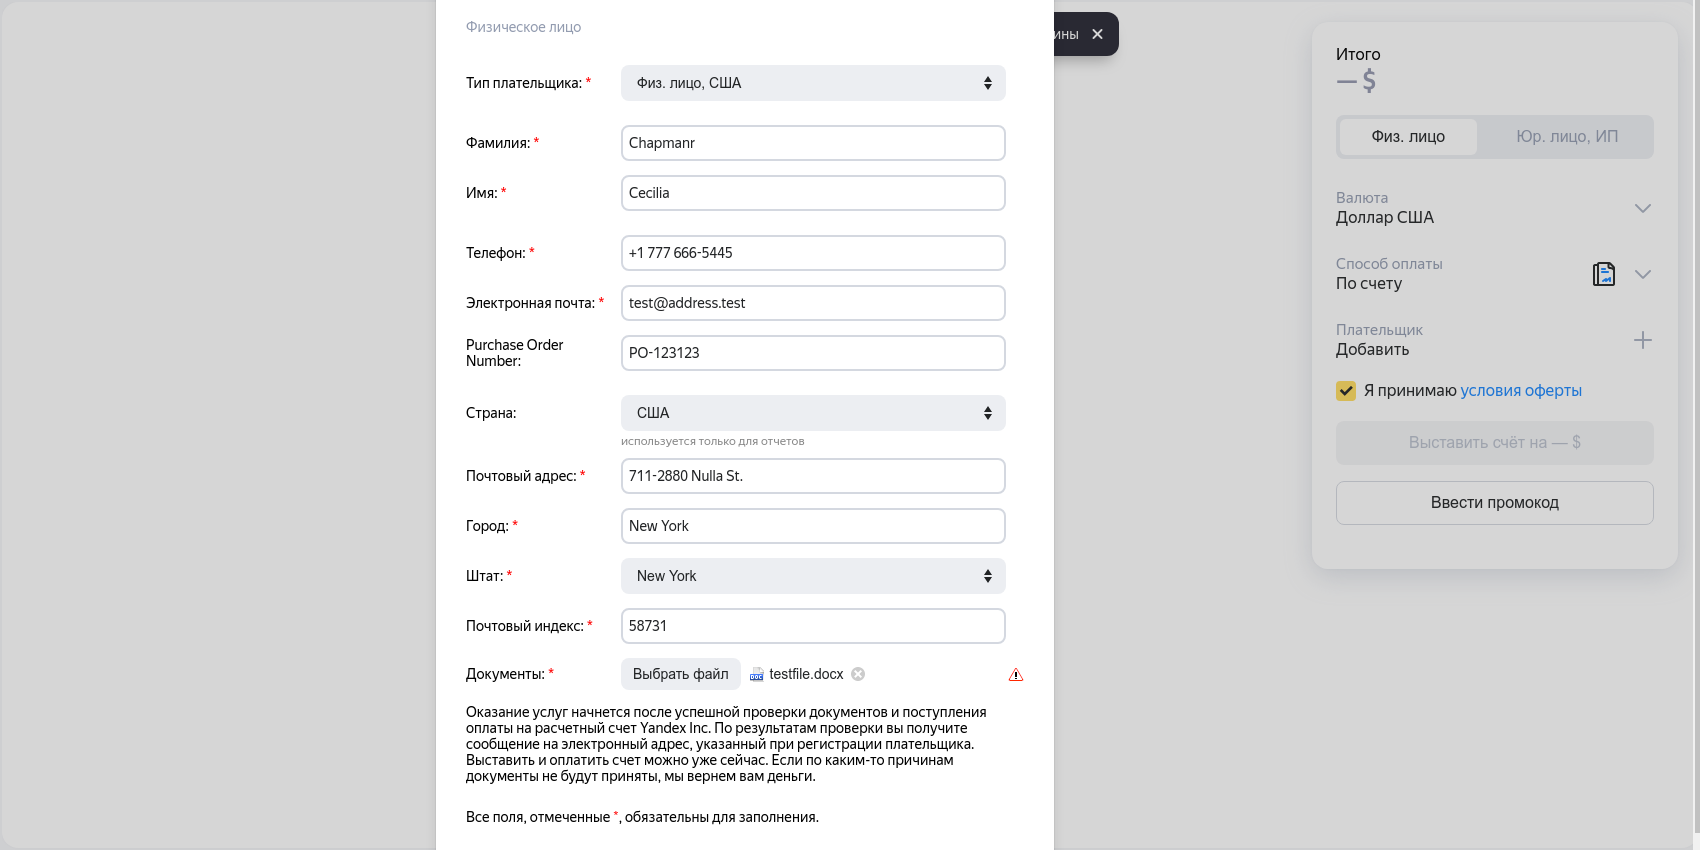 Физическое лицо
Тип плательщика: *
Физ. лицо, США
Фамилия: *
Chapmanr
Имя: *
Cecilia
Телефон: *
+1 777 666-5445
Электронная почта: *
test@address.test
Purchase Order
Number:
PO-123123
Страна:
США
используется только для отчетов
Почтовый адрес: *
711-2880 Nulla St.
Город: *
New York
Штат: *
New York
Почтовый индекс: *
58731
Документы: *
Выбрать файл
testfile.docx
Оказание услуг начнется после успешной проверки документов и поступления
оплаты на расчетный счет Yandex Inc. По результатам проверки вы получите
сообщение на электронный адрес, указанный при регистрации плательщика.
Выставить и оплатить счет можно уже сейчас. Если по каким-то причинам
документы не будут приняты, мы вернем вам деньги.
Все поля, отмеченные *, обязательны для заполнения.
Итого
— $
Физ. лицо
Юр. лицо, ИП
Валюта
Доллар США
Способ оплаты
По счету
Плательщик
Добавить
Я принимаю условия оферты
Выставить счёт на — $
Ввести промокод